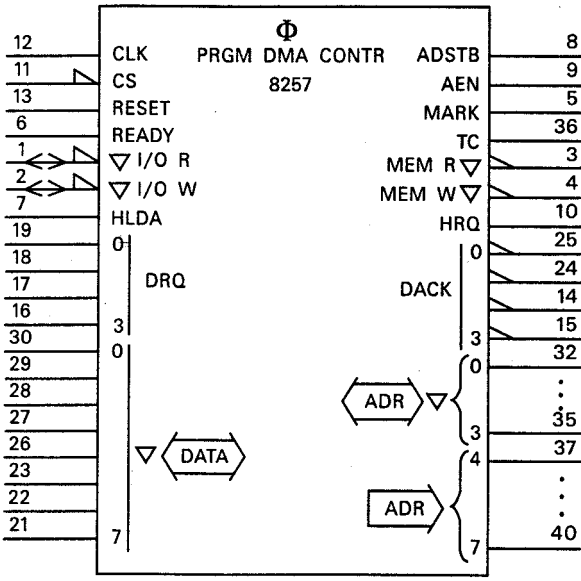 Φ
PRGM DMA CONTR
8257
12 CLK
11 CS
13 RESET
6 READY
1 I/O R
2 I/O W
7 HLDA
19 0
18
17
16 3
DRQ
30 0
29
28
27
26
23
22
21 7
DATA
ADSTB 8
AEN 9
MARK 5
TC 36
MEM R 3
MEM W 4
HRQ 10
0 25
24
14
3 15
DACK
0 32
ADR
3 35
4 37
ADR
7 40